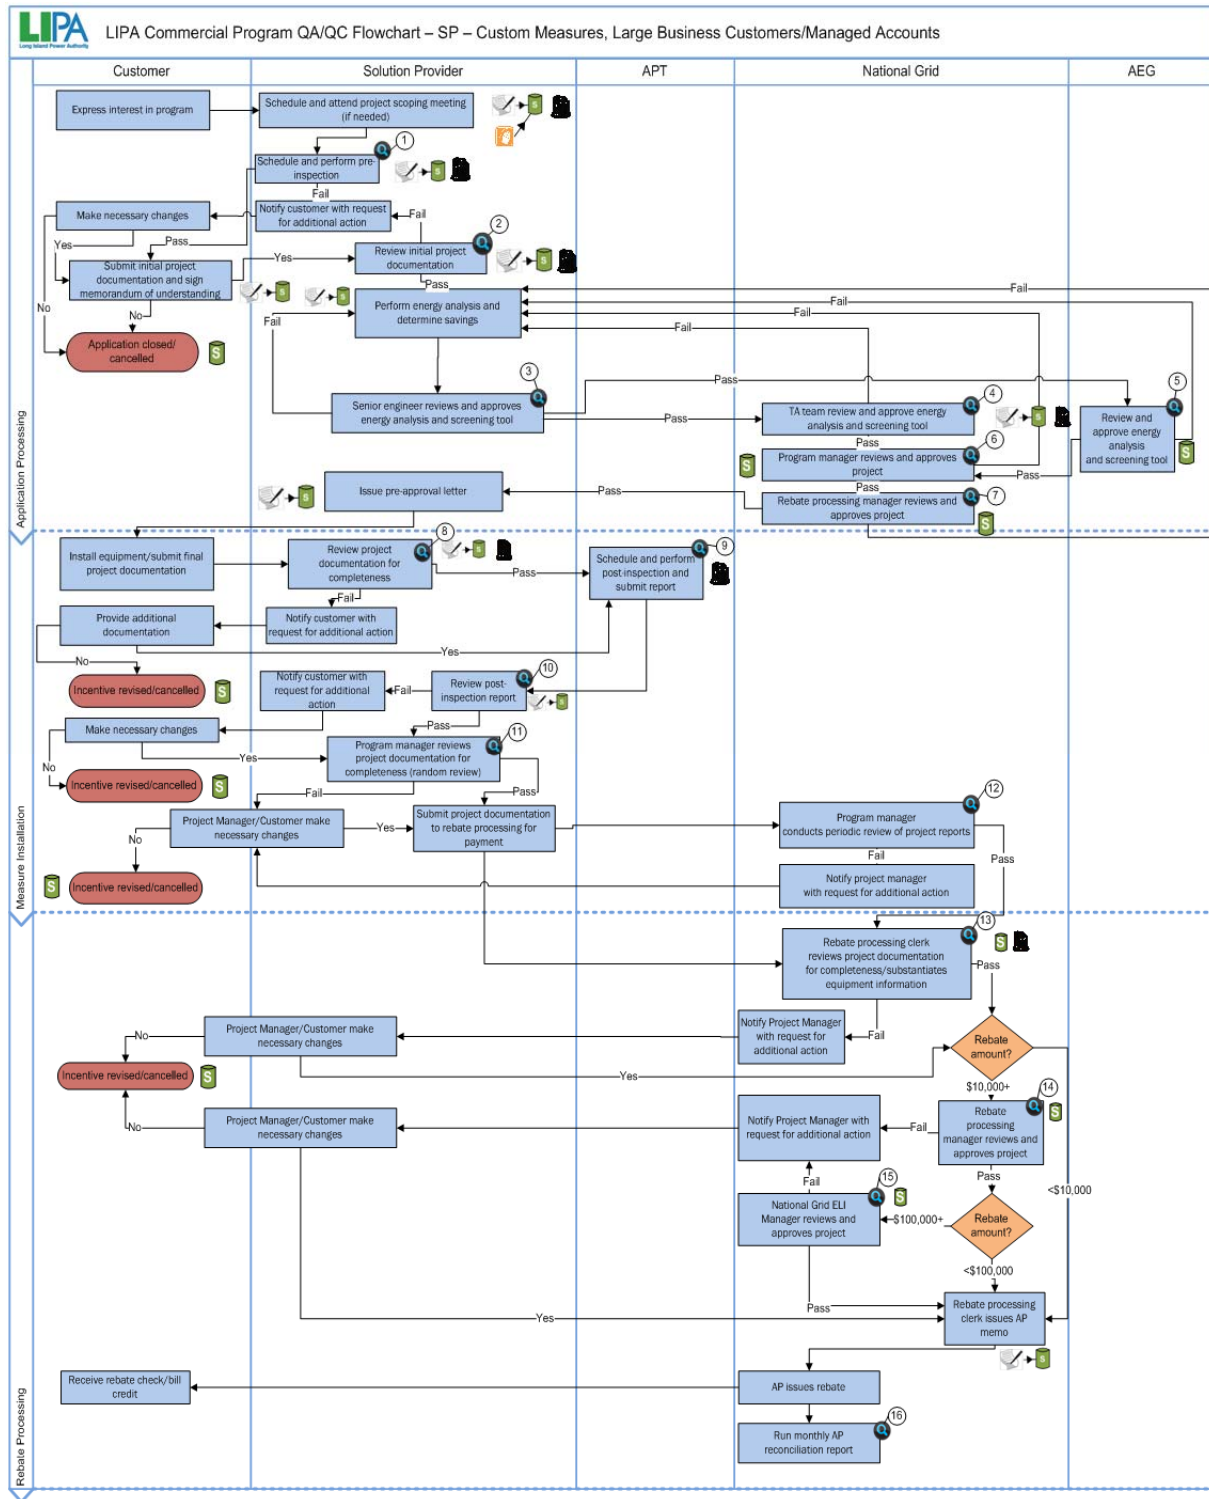 LIPA
Long Island Power Authority
LIPA Commercial Program QA/QC Flowchart – SP – Custom Measures, Large Business Customers/Managed Accounts
Customer
Solution Provider
APT
National Grid
AEG
Application Processing
Express interest in program
Schedule and attend project scoping meeting
(if needed)
S
1
Schedule and perform pre-
inspection
S
Fail
Make necessary changes
Notify customer with request
for additional action
Fail
2
Yes
Pass
Review initial project
documentation
S
Submit initial project
documentation and sign
memorandum of understanding
Yes
Pass
S
S
Perform energy analysis and
determine savings
Fail
Fail
Fail
Fail
No
No
Fail
Application closed/
cancelled
S
3
Pass
4
5
Senior engineer reviews and approves
energy analysis and screening tool
Pass
TA team review and approve energy
analysis and screening tool
S
Review and
approve energy
analysis
and screening tool
S
Pass
6
S
Program manager reviews and approves
project
Pass
Pass
7
S
Issue pre-approval letter
Pass
Rebate processing manager reviews and
approves project
S
Measure Installation
Install equipment/submit final
project documentation
8
Review project
documentation for
completeness
S
Pass
9
Schedule and perform
post-inspection and
submit report
Fail
Provide additional
documentation
Notify customer with
request for additional action
Yes
No
Incentive revised/cancelled
S
Notify customer with
request for additional
action
Fail
10
Review post-
inspection report
S
Make necessary changes
Pass
11
Yes
Program manager reviews
project documentation for
completeness (random review)
No
Incentive revised/cancelled
S
Fail
Pass
12
Project Manager/Customer make
necessary changes
Yes
Submit project documentation
to rebate processing for
payment
Program manager
conducts periodic review of project reports
No
Fail
Pass
S
Incentive revised/cancelled
Notify project manager
with request for additional action
Rebate Processing
13
Rebate processing clerk
reviews project documentation
for completeness/substantiates
equipment information
S
Pass
No
Project Manager/Customer make
necessary changes
Notify Project Manager
with request for
additional action
Fail
Rebate
amount?
Incentive revised/cancelled
S
Yes
$10,000+
14
No
Project Manager/Customer make
necessary changes
Notify Project Manager with
request for additional action
Fail
Rebate
processing
manager reviews and
approves project
S
Fail
15
Pass
<$10,000
National Grid ELI
Manager reviews and
approves project
S
$100,000+
Rebate
amount?
<$100,000
Pass
Yes
Rebate processing
clerk issues AP
memo
S
Receive rebate check/bill
credit
AP issues rebate
16
Run monthly AP
reconciliation report